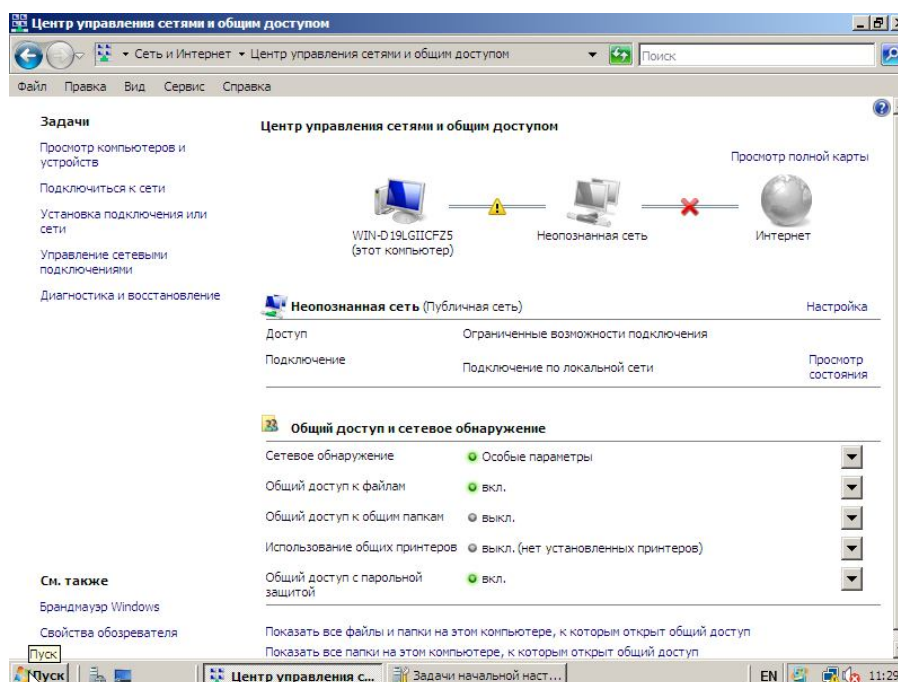 Центр управления сетями и общим доступом
Сеть и Интернет
Центр управления сетями и общим доступом
Поиск
Файл Правка Вид Сервис Справка
Задачи
Просмотр компьютеров и
устройств
Подключиться к сети
Установка подключения или
сети
Управление сетевыми
подключениями
Диагностика и восстановление
Центр управления сетями и общим доступом
Просмотр полной карты
WIN-D19LGIICFZ5
(этот компьютер)
Неопознанная сеть
Интернет
Неопознанная сеть (Публичная сеть)
Настройка
Доступ
Ограниченные возможности подключения
Подключение
Подключение по локальной сети
Просмотр
состояния
Общий доступ и сетевое обнаружение
Сетевое обнаружение
Особые параметры
Общий доступ к файлам
вкл.
Общий доступ к общим папкам
выкл.
Использование общих принтеров
выкл. (нет установленных принтеров)
Общий доступ с парольной
защитой
вкл.
См. также
Брандмауэр Windows
Свойства обозревателя
Показать все файлы и папки на этом компьютере, к которым открыт общий доступ
Показать все папки на этом компьютере, к которым открыт общий доступ
Пуск
Пуск
Центр управления с...
Задачи начальной наст...
EN
11:29